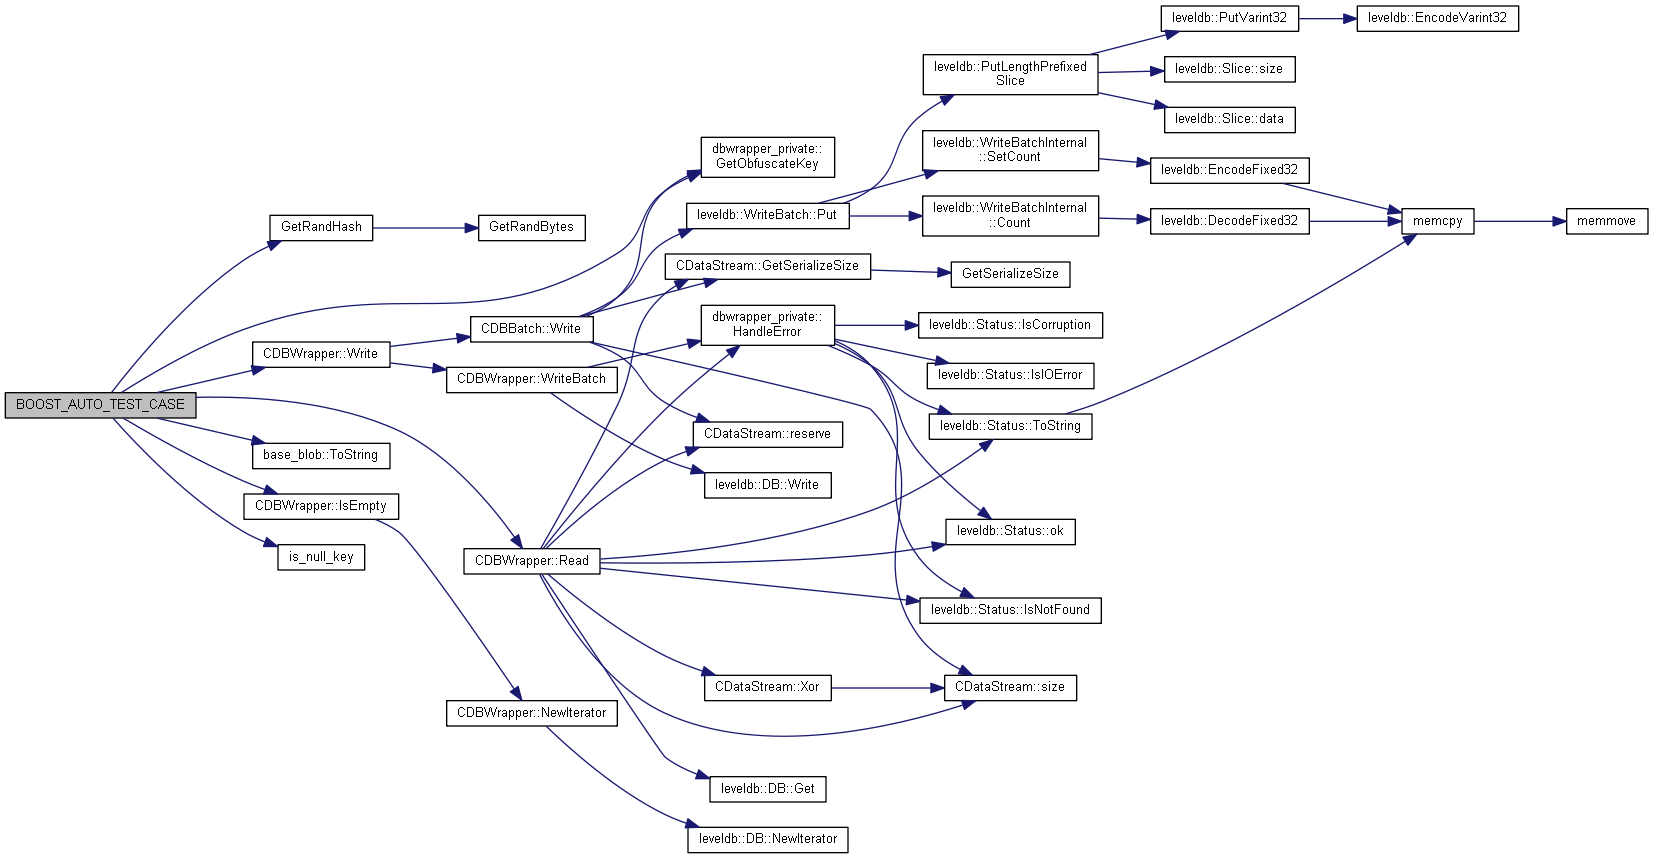 leveldb::PutVarint32
leveldb::EncodeVarint32
leveldb::PutLengthPrefixed
Slice
leveldb::Slice::size
leveldb::Slice::data
dbwrapper_private::
GetObfuscateKey
leveldb::WriteBatchInternal
::SetCount
leveldb::EncodeFixed32
GetRandHash
GetRandBytes
leveldb::WriteBatch::Put
leveldb::WriteBatchInternal
::Count
leveldb::DecodeFixed32
memcpy
memmove
CDataStream::GetSerializeSize
GetSerializeSize
CDBBatch::Write
dbwrapper_private::
HandleError
leveldb::Status::IsCorruption
CDBWrapper::Write
CDBWrapper::WriteBatch
leveldb::Status::IsIOError
BOOST_AUTO_TEST_CASE
CDataStream::reserve
leveldb::Status::ToString
base_blob::ToString
leveldb::DB::Write
CDBWrapper::IsEmpty
leveldb::Status::ok
is_null_key
CDBWrapper::Read
leveldb::Status::IsNotFound
CDataStream::Xor
CDataStream::size
CDBWrapper::NewIterator
leveldb::DB::Get
leveldb::DB::NewIterator